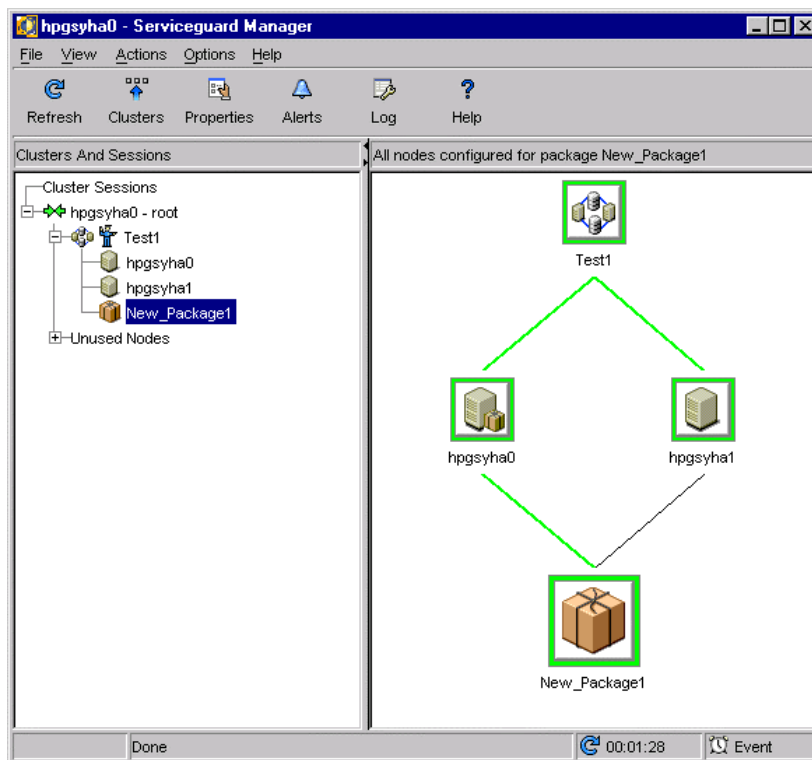 hpgsyha0 - Serviceguard Manager
File View Actions Options Help
Refresh Clusters Properties Alerts Log Help
Clusters And Sessions
All nodes configured for package New_Package1
Cluster Sessions
hpgsyha0 - root
Test1
hpgsyha0
hpgsyha1
New_Package1
Unused Nodes
Test1
hpgsyha0
hpgsyha1
New_Package1
Done
00:01:28
Event